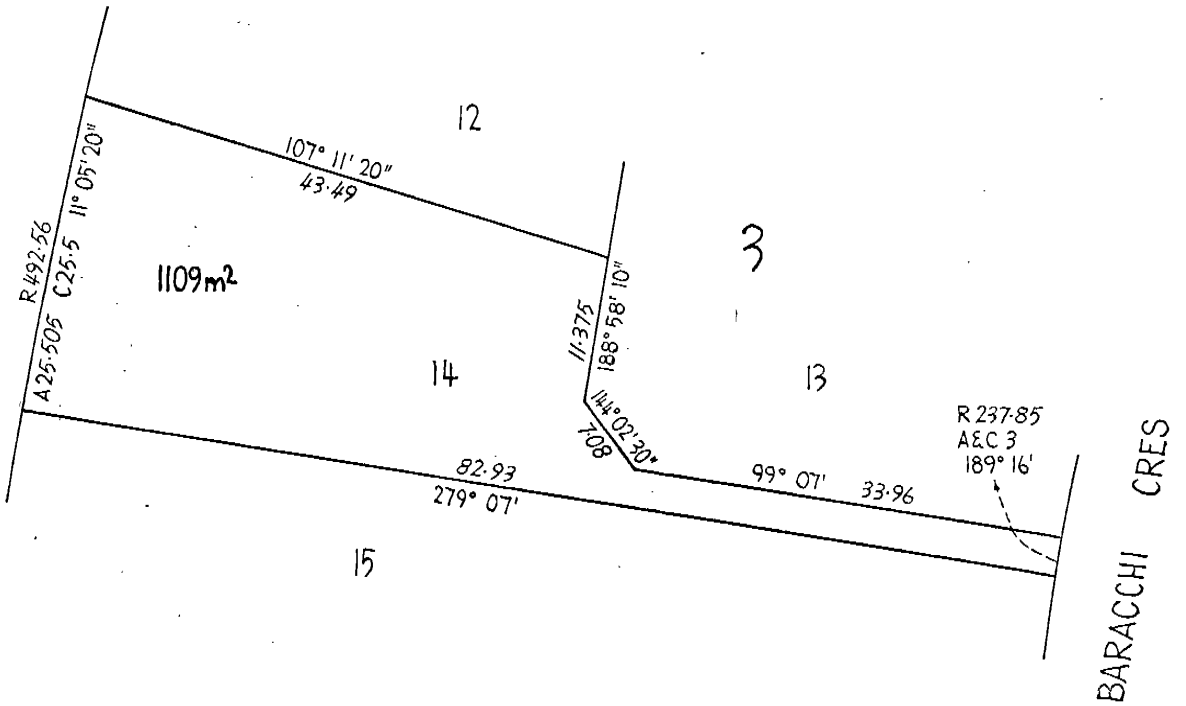 12
107° 11' 20"
43·49
R 492·56
A 25·505 C 25·5 11° 05' 20"
1109m²
3
11·375
188° 58' 10"
14
13
144° 02' 30"
7·08
R 237·85
A&C 3
189° 16'
82·93
279° 07'
99° 07' 33·96
15
BARACCHI CRES